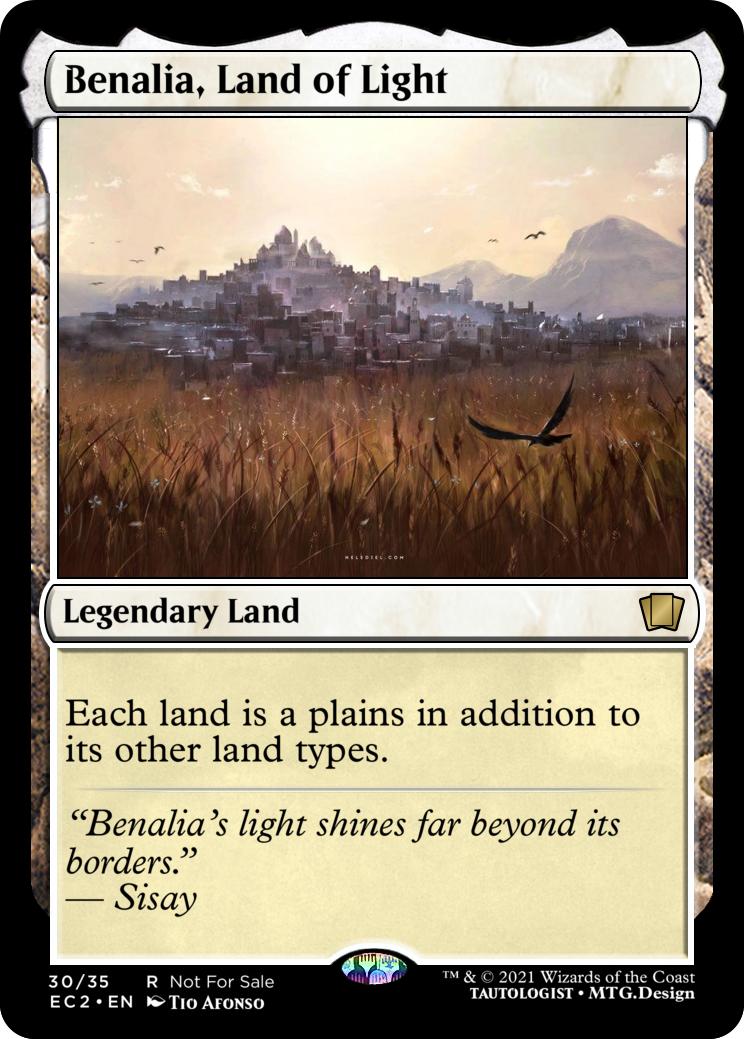 Benalia, Land of Light
HELEDIEL.COM
Legendary Land
Each land is a plains in addition to
its other land types.
“Benalia’s light shines far beyond its
borders.”
— Sisay
30/35 R Not For Sale
EC2 • EN Tio Afonso
™ & © 2021 Wizards of the Coast
TAUTOLOGIST • MTG.Design